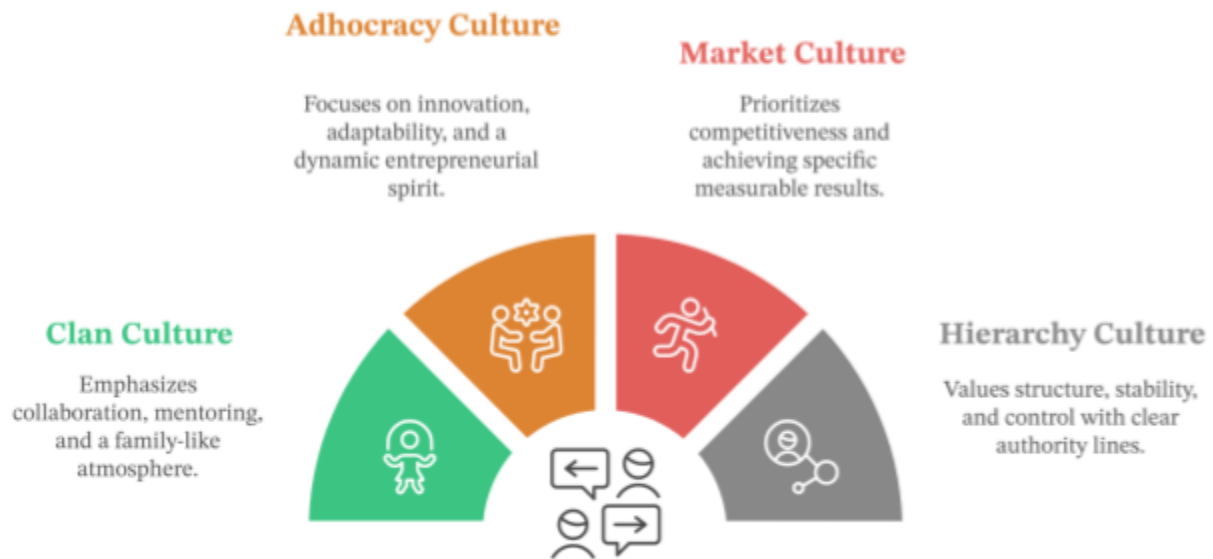 Adhocracy Culture
Focuses on innovation,
adaptability, and a
dynamic entrepreneurial
spirit.
Market Culture
Prioritizes
competitiveness and
achieving specific
measurable results.
Clan Culture
Emphasizes
collaboration, mentoring,
and a family-like
atmosphere.
Hierarchy Culture
Values structure, stability,
and control with clear
authority lines.